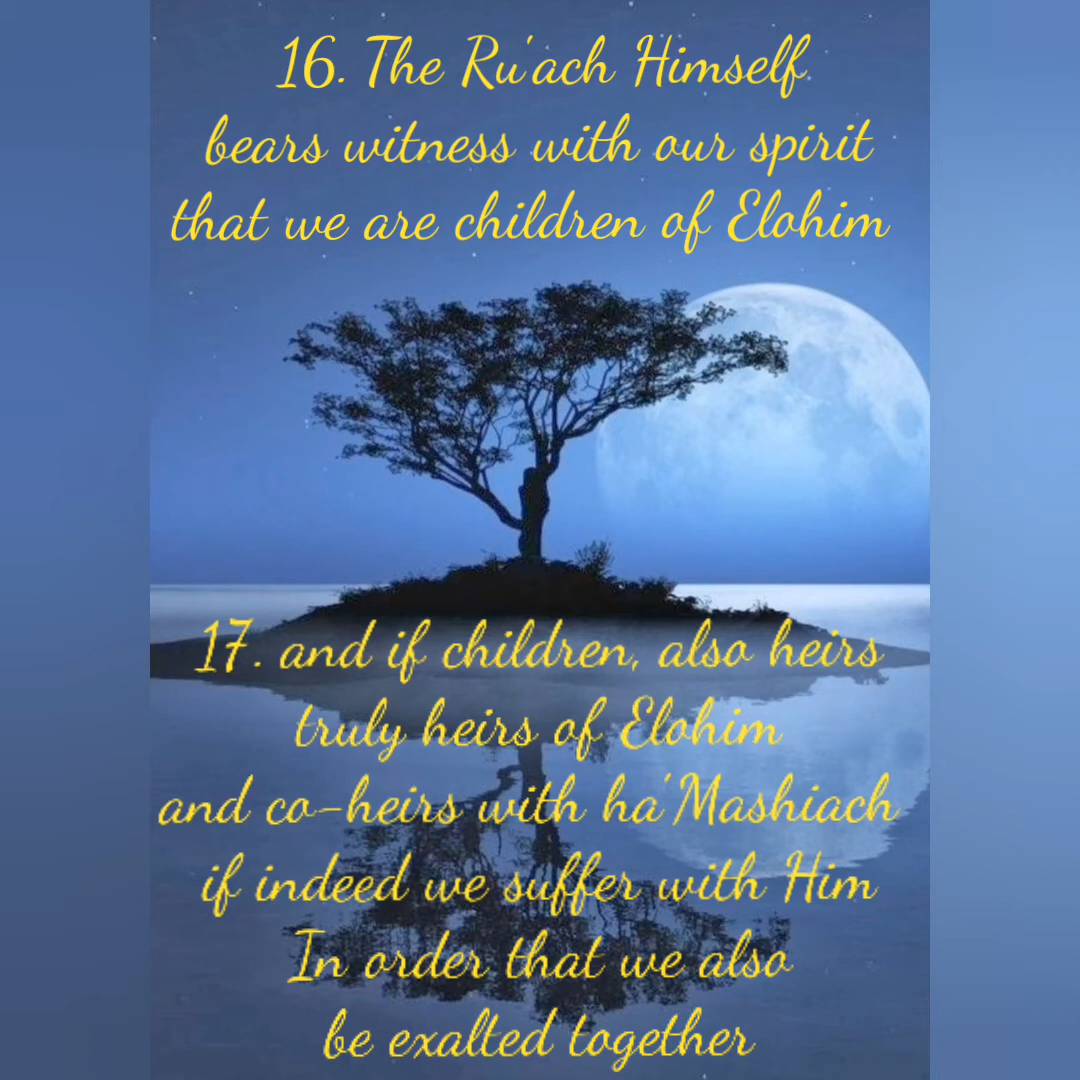 16. The Ru'ach Himself
bears witness with our spirit
that we are children of Elohim
17. and if children, also heirs
truly heirs of Elohim
and co-heirs with ha'Mashiach
if indeed we suffer with Him
In order that we also
be exalted together